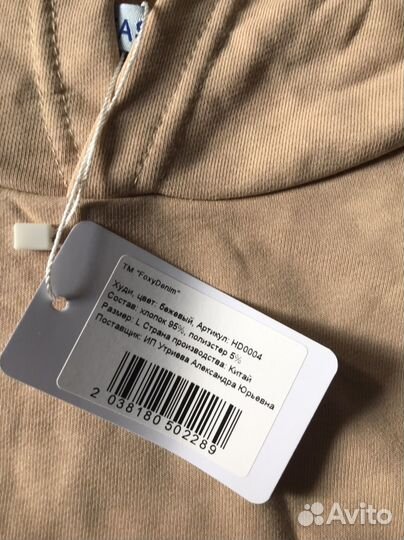 AS
ТМ "FoxyDenim"
Худи, цвет: бежевый, Артикул: HD0004
Состав: хлопок 95%, полиэстер 5%
Размер: L Страна производства: Китай
Поставщик: ИП Утриева Александра Юрьевна
2 038180 502289
Avito